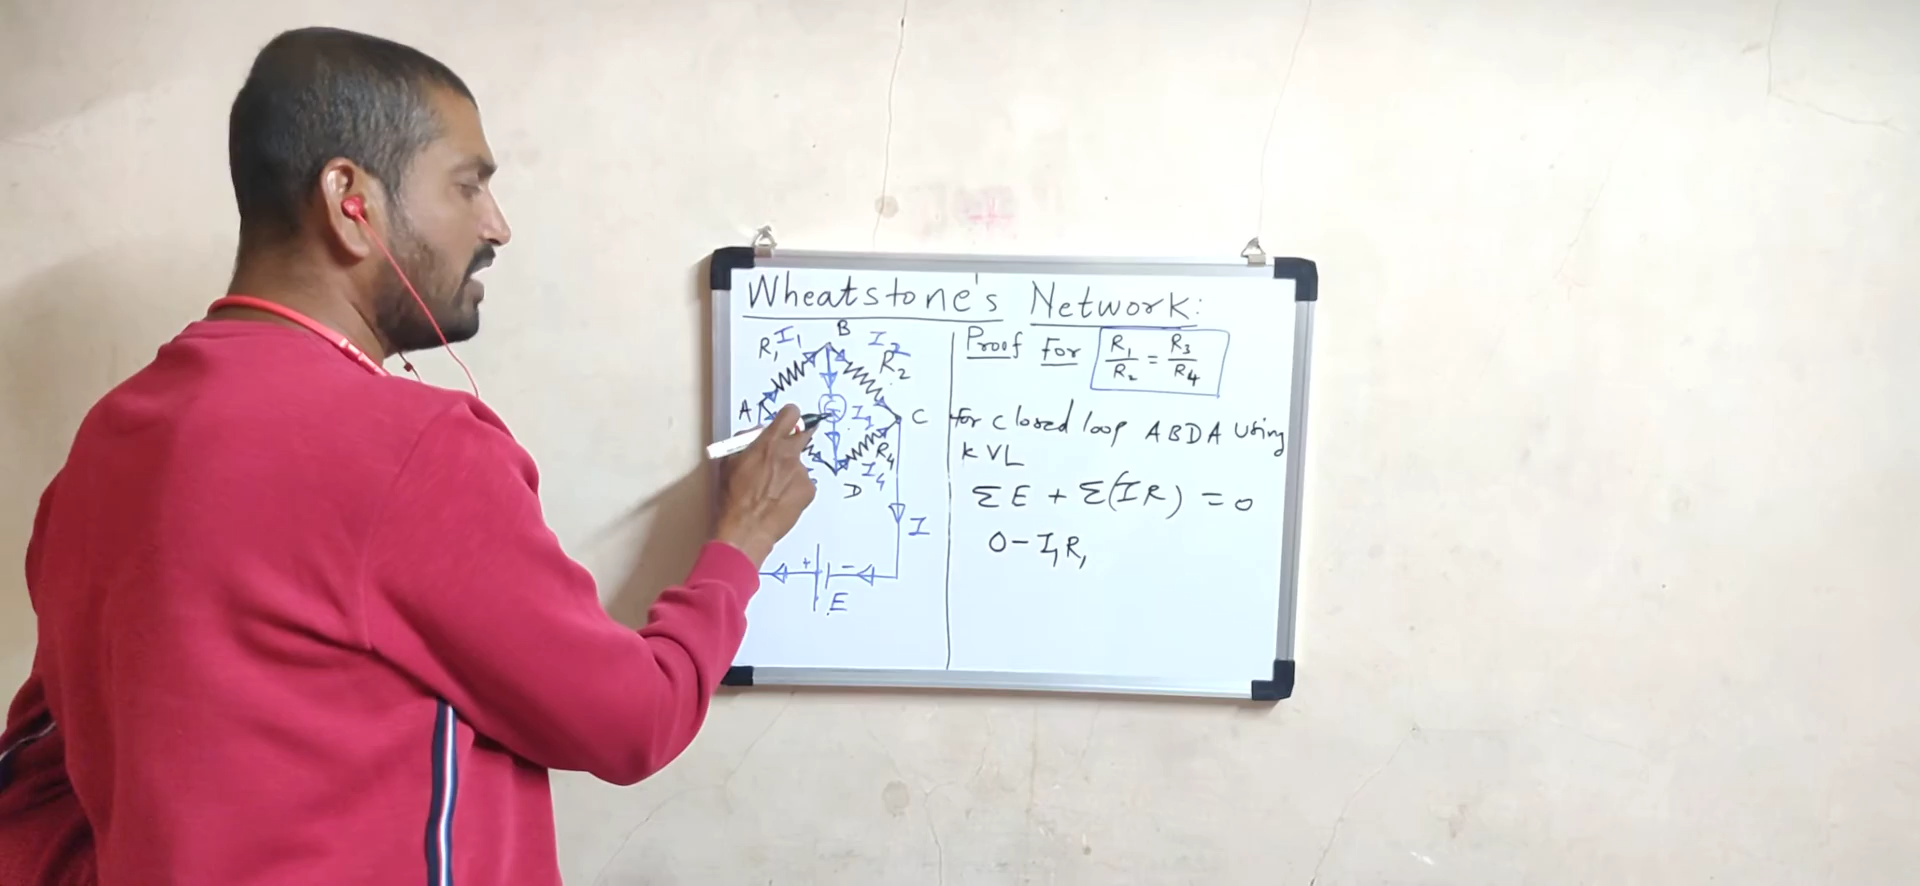 Wheatstone's Network:
B
R₁ I₁
I₂
R₂
A
G
I₉
C
R₄
I₄
D
I
+ -
E
Proof For R₁/R₂ = R₃/R₄
For closed loop ABDA using
KVL
ΣE + Σ(IR) = 0
0 - I₁R₁